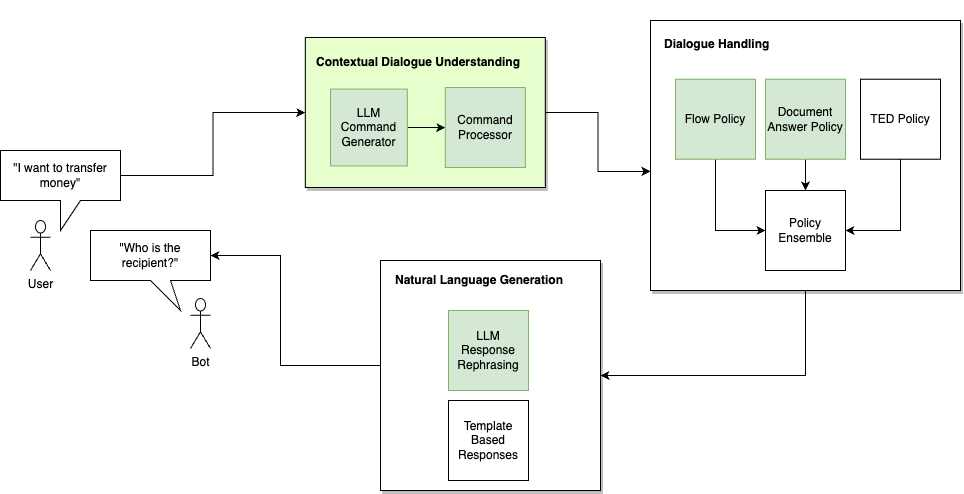 Contextual Dialogue Understanding
LLM
Command
Generator
Command
Processor
Dialogue Handling
Flow Policy
Document
Answer Policy
TED Policy
Policy
Ensemble
"I want to transfer
money"
User
"Who is the
recipient?"
Bot
Natural Language Generation
LLM
Response
Rephrasing
Template
Based
Responses